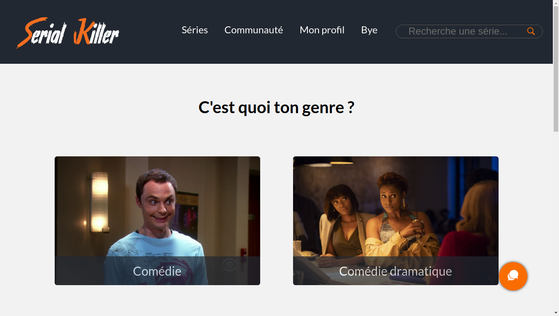 Serial Killer
Séries Communauté Mon profil Bye Recherche une série...
C'est quoi ton genre ?
Comédie Comédie dramatique